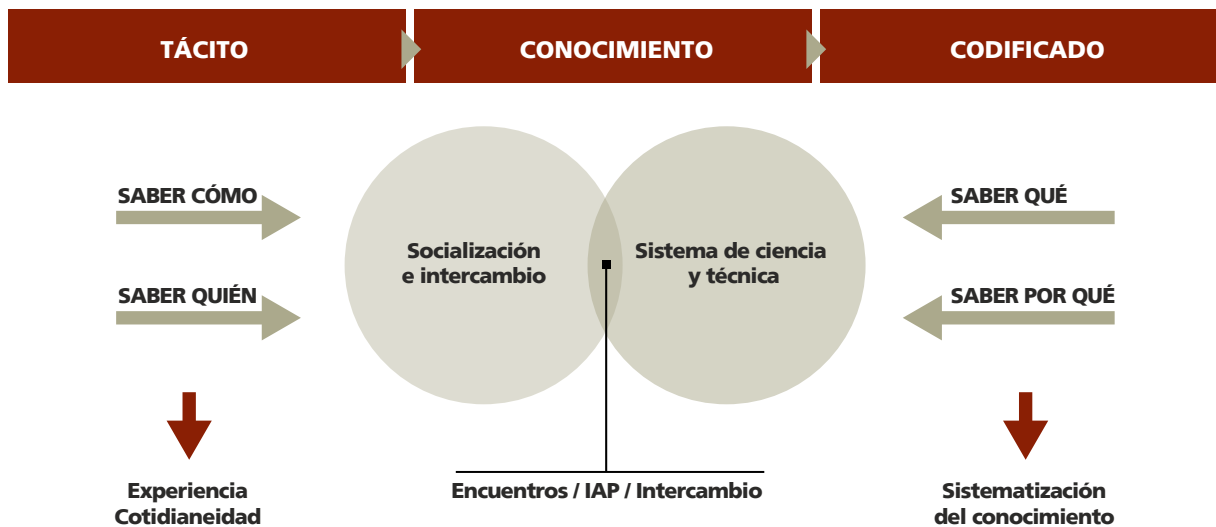 TÁCITO
CONOCIMIENTO
CODIFICADO
SABER CÓMO
SABER QUIÉN
Socialización
e intercambio
Sistema de ciencia
y técnica
SABER QUÉ
SABER POR QUÉ
Experiencia
Cotidianeidad
Encuentros / IAP / Intercambio
Sistematización
del conocimiento